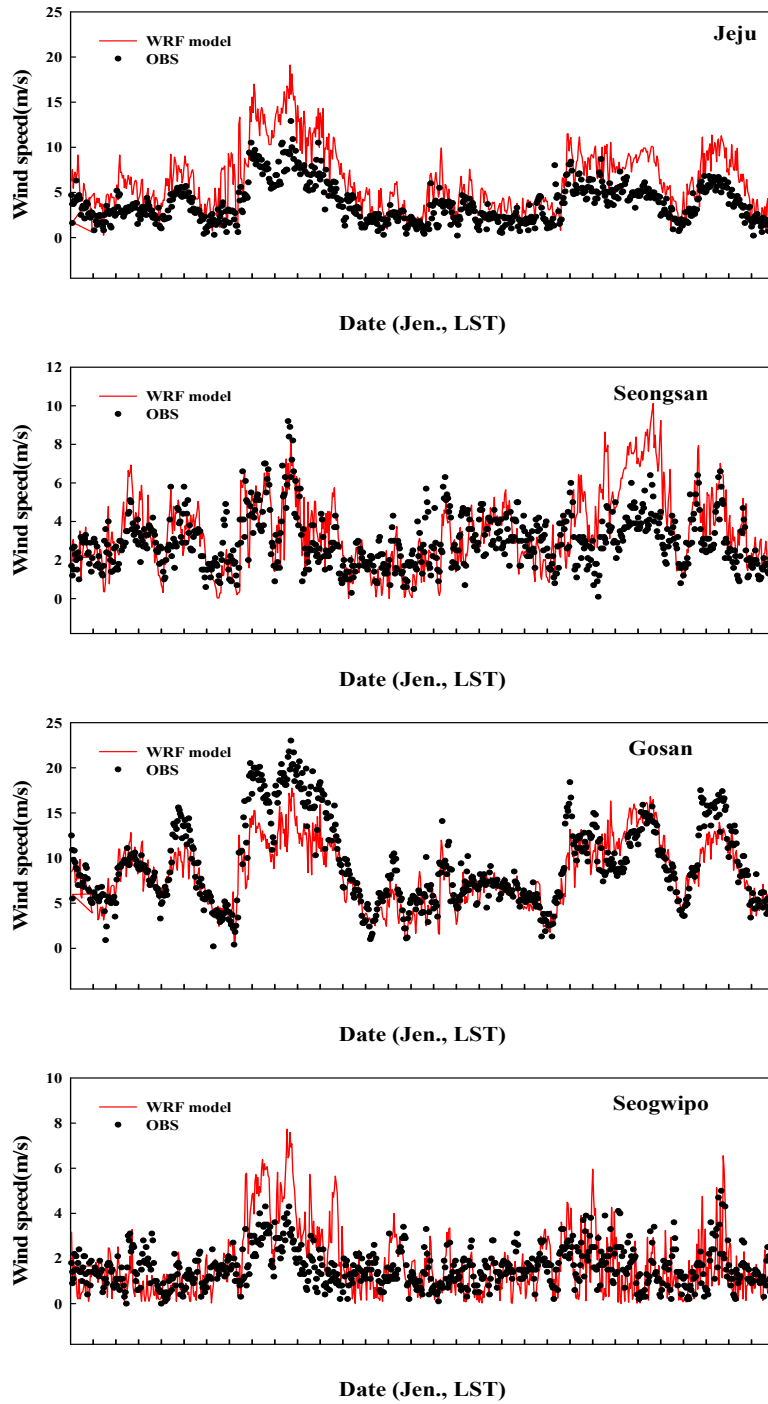 25
WRF model
Jeju
OBS
20
15
10
5
0
Wind speed(m/s)
Date (Jen., LST)
12
WRF model
Seongsan
OBS
10
8
6
4
2
0
Wind speed(m/s)
Date (Jen., LST)
25
WRF model
Gosan
OBS
20
15
10
5
0
Wind speed(m/s)
Date (Jen., LST)
10
WRF model
Seogwipo
OBS
8
6
4
2
0
Wind speed(m/s)
Date (Jen., LST)